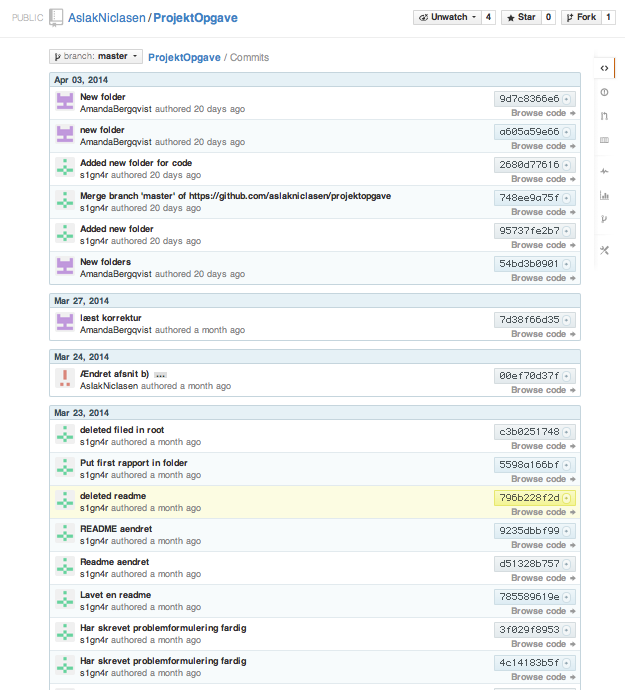 PUBLIC AslakNiclasen / ProjektOpgave Unwatch 4 Star 0 Fork 1
branch: master ProjektOpgave / Commits
Apr 03, 2014
New folder 9d7c8366e6
AmandaBergqvist authored 20 days ago Browse code
new folder a605a59e66
AmandaBergqvist authored 20 days ago Browse code
Added new folder for code 2680d77616
s1gn4r authored 20 days ago Browse code
Merge branch 'master' of https://github.com/aslakniclasen/projektopgave 748ee9a75f
s1gn4r authored 20 days ago Browse code
Added new folder 95737fe2b7
s1gn4r authored 20 days ago Browse code
New folders 54bd3b0901
AmandaBergqvist authored 20 days ago Browse code
Mar 27, 2014
læst korrektur 7d38f66d35
AmandaBergqvist authored a month ago Browse code
Mar 24, 2014
Ændret afsnit b) ... 00ef70d37f
AslakNiclasen authored a month ago Browse code
Mar 23, 2014
deleted filed in root c3b0251748
s1gn4r authored a month ago Browse code
Put first rapport in folder 5598a166bf
s1gn4r authored a month ago Browse code
deleted readme 796b228f2d
s1gn4r authored a month ago Browse code
README aendret 9235dbbf99
s1gn4r authored a month ago Browse code
Readme aendret d51328b757
s1gn4r authored a month ago Browse code
Lavet en readme 785589619e
s1gn4r authored a month ago Browse code
Har skrevet problemformulering fardig 3f029f8953
s1gn4r authored a month ago Browse code
Har skrevet problemformulering fardig 4c14183b5f
s1gn4r authored a month ago Browse code